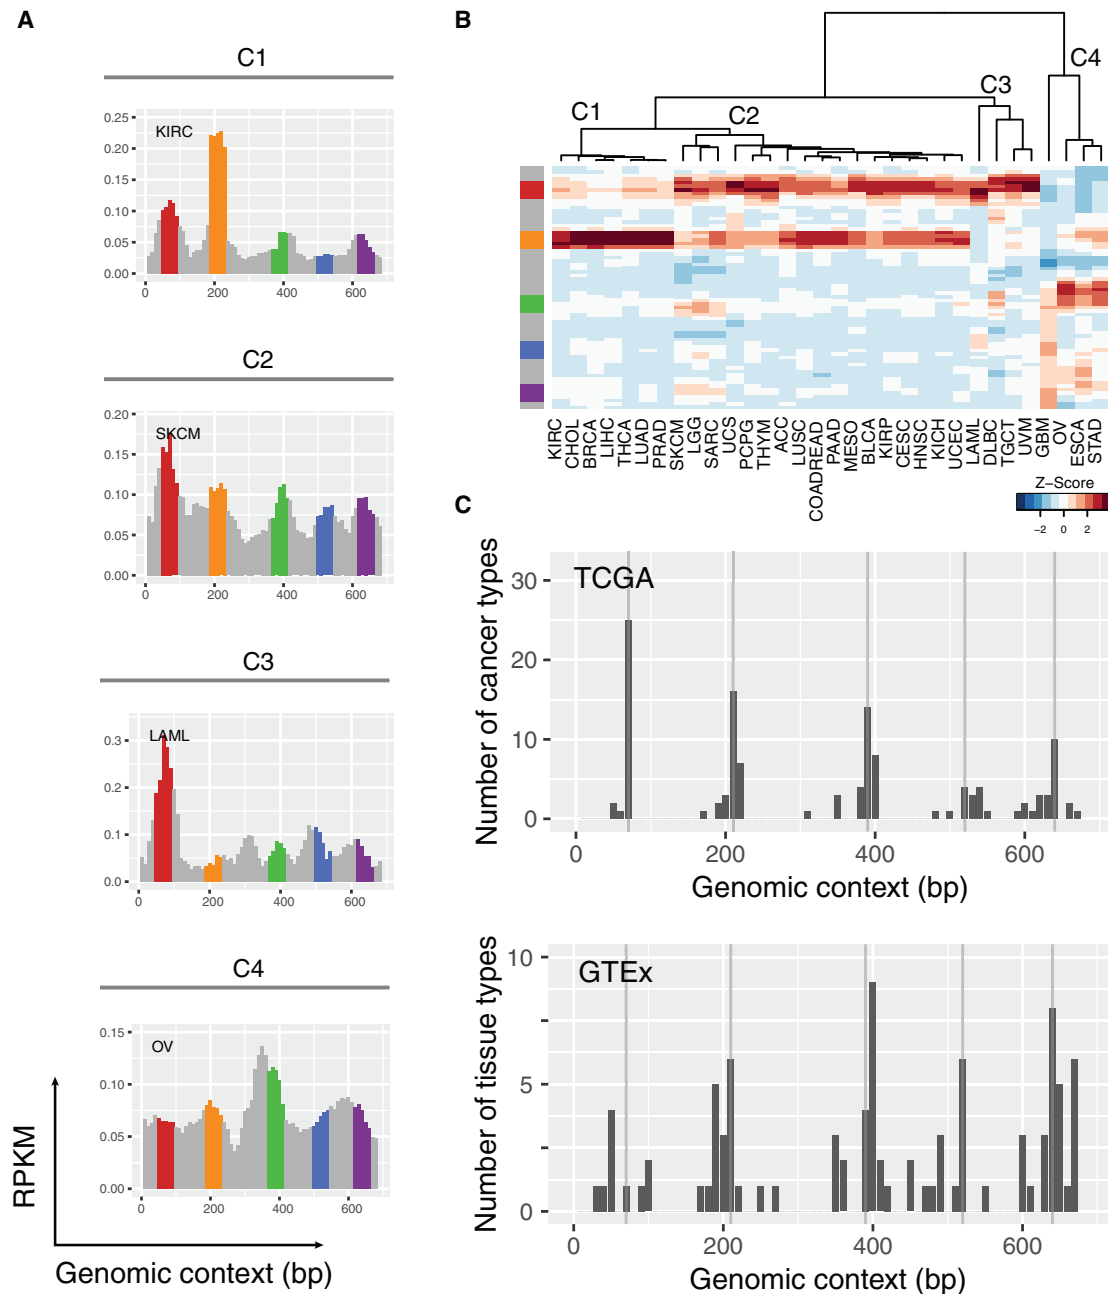 A
C1
KIRC
0.25
0.20
0.15
0.10
0.05
0.00
0 200 400 600
C2
SKCM
0.20
0.15
0.10
0.05
0.00
0 200 400 600
C3
LAML
0.3
0.2
0.1
0.0
0 200 400 600
C4
OV
0.15
0.10
0.05
0.00
0 200 400 600
RPKM
Genomic context (bp)
B
C1
C2
C3
C4
KIRC
CHOL
BRCA
LIHC
THCA
LUAD
PRAD
SKCM
LGG
SARC
UCS
PCPG
THYM
ACC
LUSC
COADREAD
PAAD
MESO
BLCA
KIRP
CESC
HNSC
KICH
UCEC
LAML
DLBC
TGCT
UVM
GBM
OV
ESCA
STAD
Z-Score
-2 0 2
C
TCGA
Number of cancer types
30
20
10
0
0 200 400 600
Genomic context (bp)
GTEx
Number of tissue types
10
5
0
0 200 400 600
Genomic context (bp)